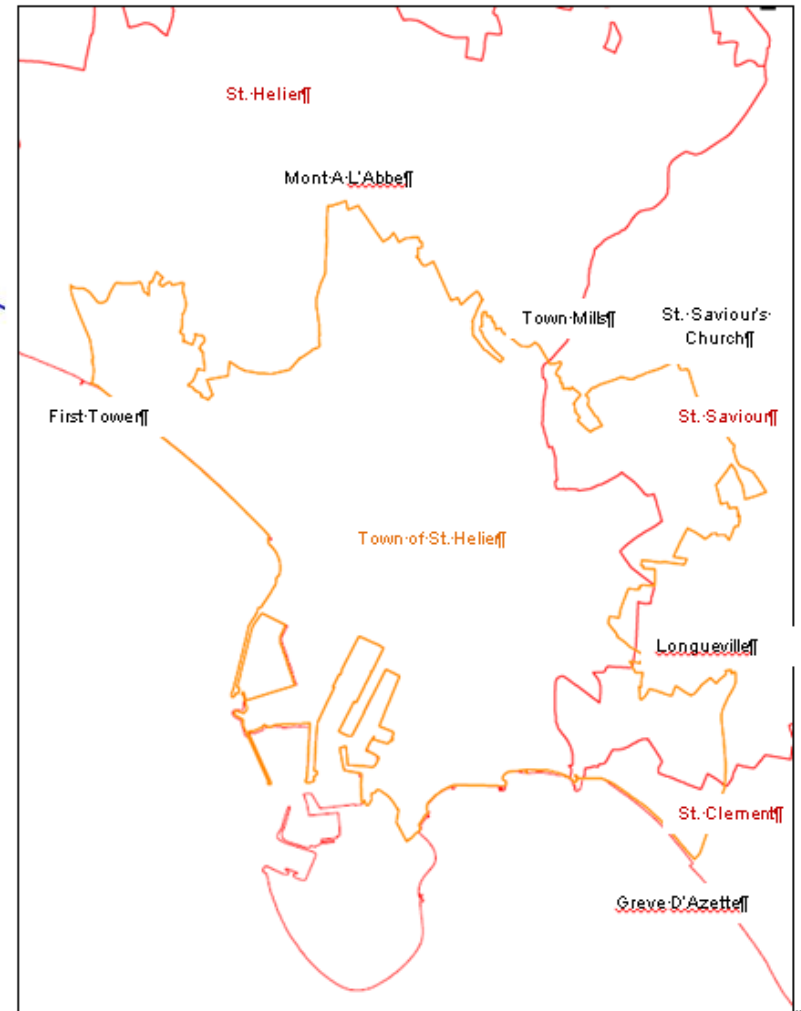 St. Helier¶
Mont A L'Abbe¶
Town Mills¶
St. Saviour's
Church¶
First Tower¶
St. Saviour¶
Town of St. Helier¶
Longueville¶
St. Clement¶
Greve D'Azette¶